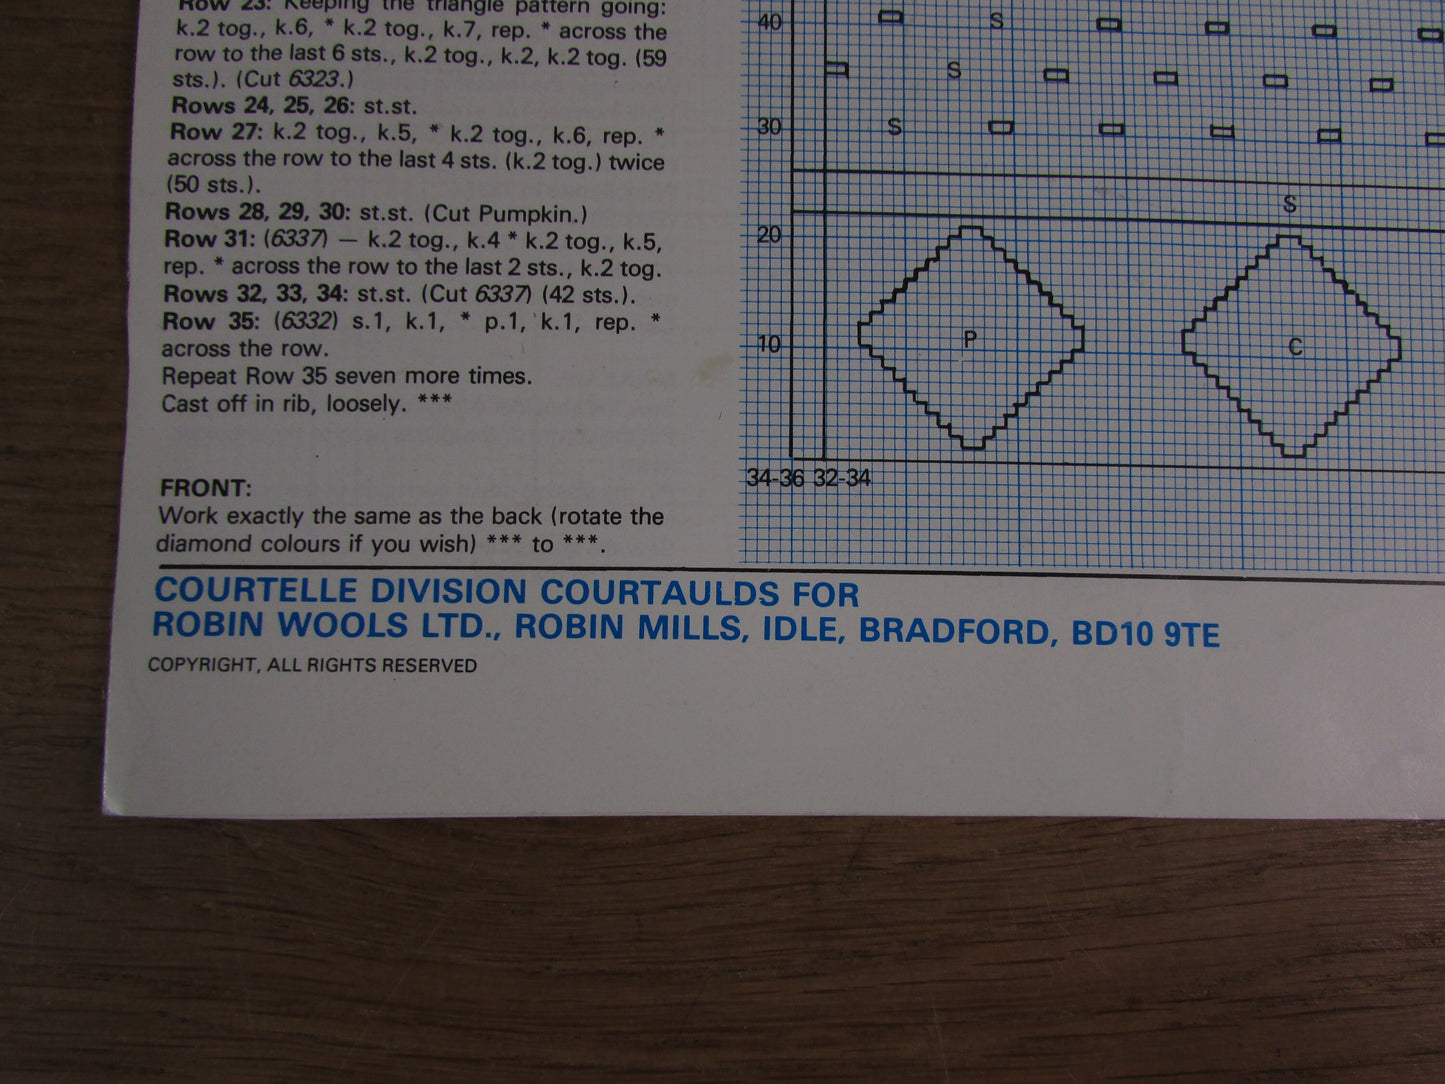 Row 23: Keeping the triangle pattern going:
k.2 tog., k.6, * k.2 tog., k.7, rep. * across the
row to the last 6 sts., k.2 tog., k.2, k.2 tog. (59
sts.). (Cut 6323.)
Rows 24, 25, 26: st.st.
Row 27: k.2 tog., k.5, * k.2 tog., k.6, rep. *
across the row to the last 4 sts. (k.2 tog.) twice
(50 sts.).
Rows 28, 29, 30: st.st. (Cut Pumpkin.)
Row 31: (6337) — k.2 tog., k.4 * k.2 tog., k.5,
rep. * across the row to the last 2 sts., k.2 tog.
Rows 32, 33, 34: st.st. (Cut 6337) (42 sts.).
Row 35: (6332) s.1, k.1, * p.1, k.1, rep. *
across the row.
Repeat Row 35 seven more times.
Cast off in rib, loosely. ***
FRONT:
Work exactly the same as the back (rotate the
diamond colours if you wish) *** to ***.
40 S
S
30 S
S
20
10 P C
34-36 32-34
COURTELLE DIVISION COURTAULDS FOR
ROBIN WOOLS LTD., ROBIN MILLS, IDLE, BRADFORD, BD10 9TE
COPYRIGHT, ALL RIGHTS RESERVED